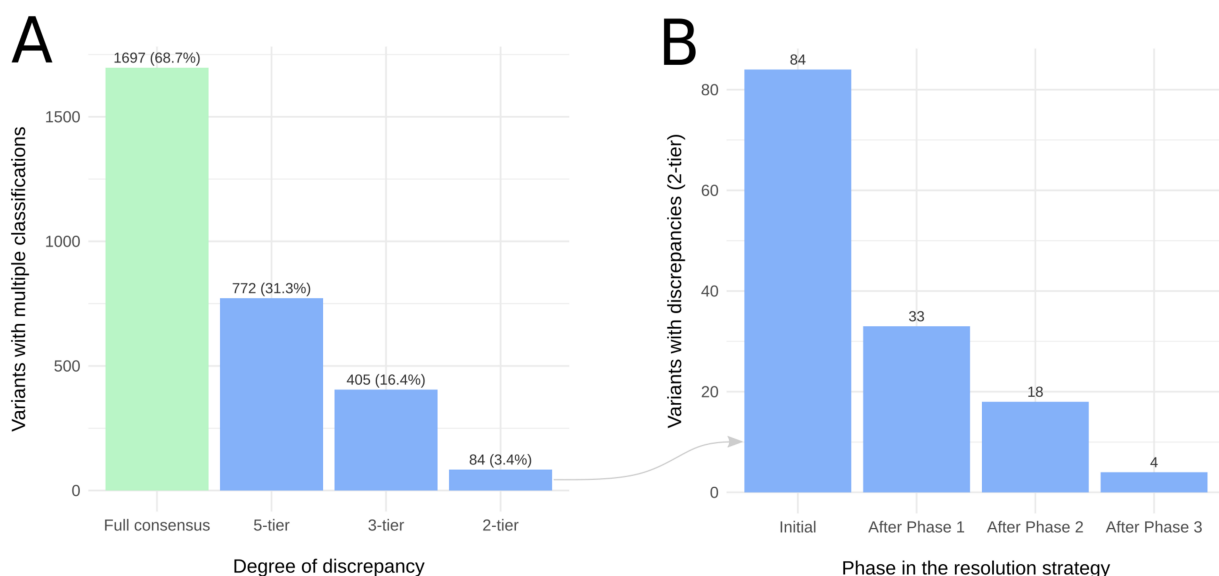 A
Variants with multiple classifications
1500
1000
500
0
1697 (68.7%)
772 (31.3%)
405 (16.4%)
84 (3.4%)
Full consensus
5-tier
3-tier
2-tier
Degree of discrepancy
B
Variants with discrepancies (2-tier)
80
60
40
20
0
84
33
18
4
Initial
After Phase 1
After Phase 2
After Phase 3
Phase in the resolution strategy